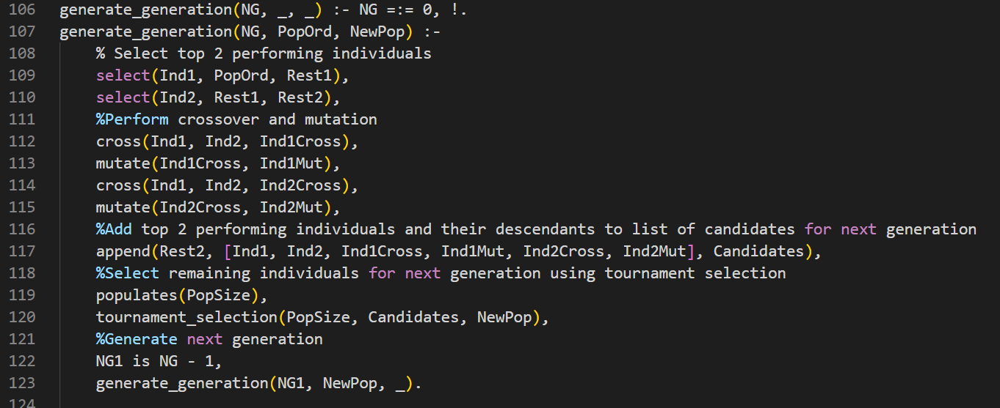 106 generate_generation(NG, _, _) :- NG =:= 0, !.
107 generate_generation(NG, PopOrd, NewPop) :-
108     % Select top 2 performing individuals
109     select(Ind1, PopOrd, Rest1),
110     select(Ind2, Rest1, Rest2),
111     %Perform crossover and mutation
112     cross(Ind1, Ind2, Ind1Cross),
113     mutate(Ind1Cross, Ind1Mut),
114     cross(Ind1, Ind2, Ind2Cross),
115     mutate(Ind2Cross, Ind2Mut),
116     %Add top 2 performing individuals and their descendants to list of candidates for next generation
117     append(Rest2, [Ind1, Ind2, Ind1Cross, Ind1Mut, Ind2Cross, Ind2Mut], Candidates),
118     %Select remaining individuals for next generation using tournament selection
119     populates(PopSize),
120     tournament_selection(PopSize, Candidates, NewPop),
121     %Generate next generation
122     NG1 is NG - 1,
123     generate_generation(NG1, NewPop, _).
124